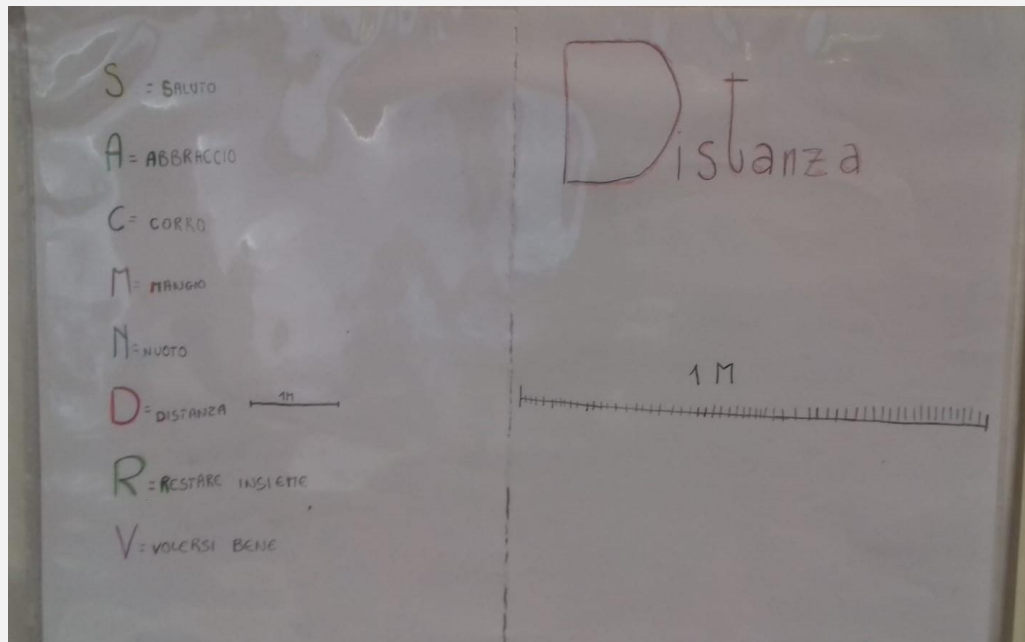 S = SALUTO
A = ABBRACCIO
C = CORRO
M = MANGIO
N = NUOTO
D = DISTANZA 1M
R = RESTARE INSIEME
V = VOLERSI BENE
Distanza
1 M